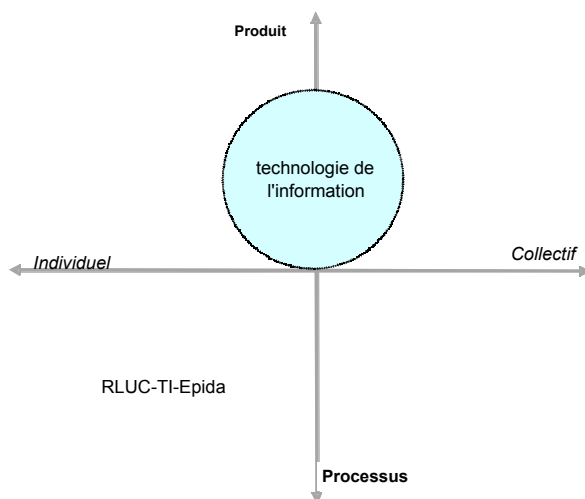 Produit
technologie de
l'information
Individuel
Collectif
RLUC-TI-Epida
Processus